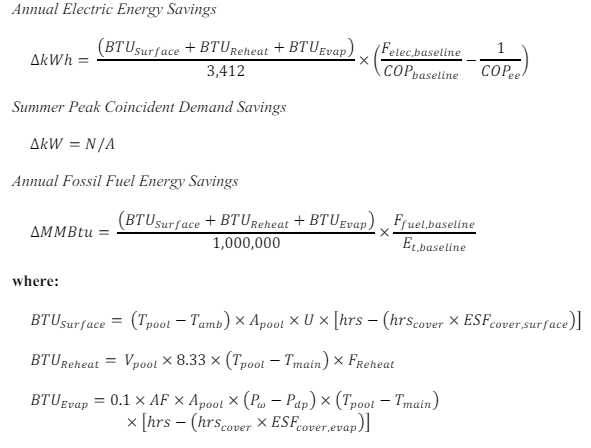 Annual Electric Energy Savings
ΔkWh = (BTU_Surface + BTU_Reheat + BTU_Evap) / 3,412 × (F_elec,baseline / COP_baseline − 1 / COP_ee)
Summer Peak Coincident Demand Savings
ΔkW = N/A
Annual Fossil Fuel Energy Savings
ΔMMBtu = (BTU_Surface + BTU_Reheat + BTU_Evap) / 1,000,000 × F_fuel,baseline / E_t,baseline
where:
BTU_Surface = (T_pool − T_amb) × A_pool × U × [hrs − (hrs_cover × ESF_cover,surface)]
BTU_Reheat = V_pool × 8.33 × (T_pool − T_main) × F_Reheat
BTU_Evap = 0.1 × AF × A_pool × (P_ω − P_dp) × (T_pool − T_main)
× [hrs − (hrs_cover × ESF_cover,evap)]